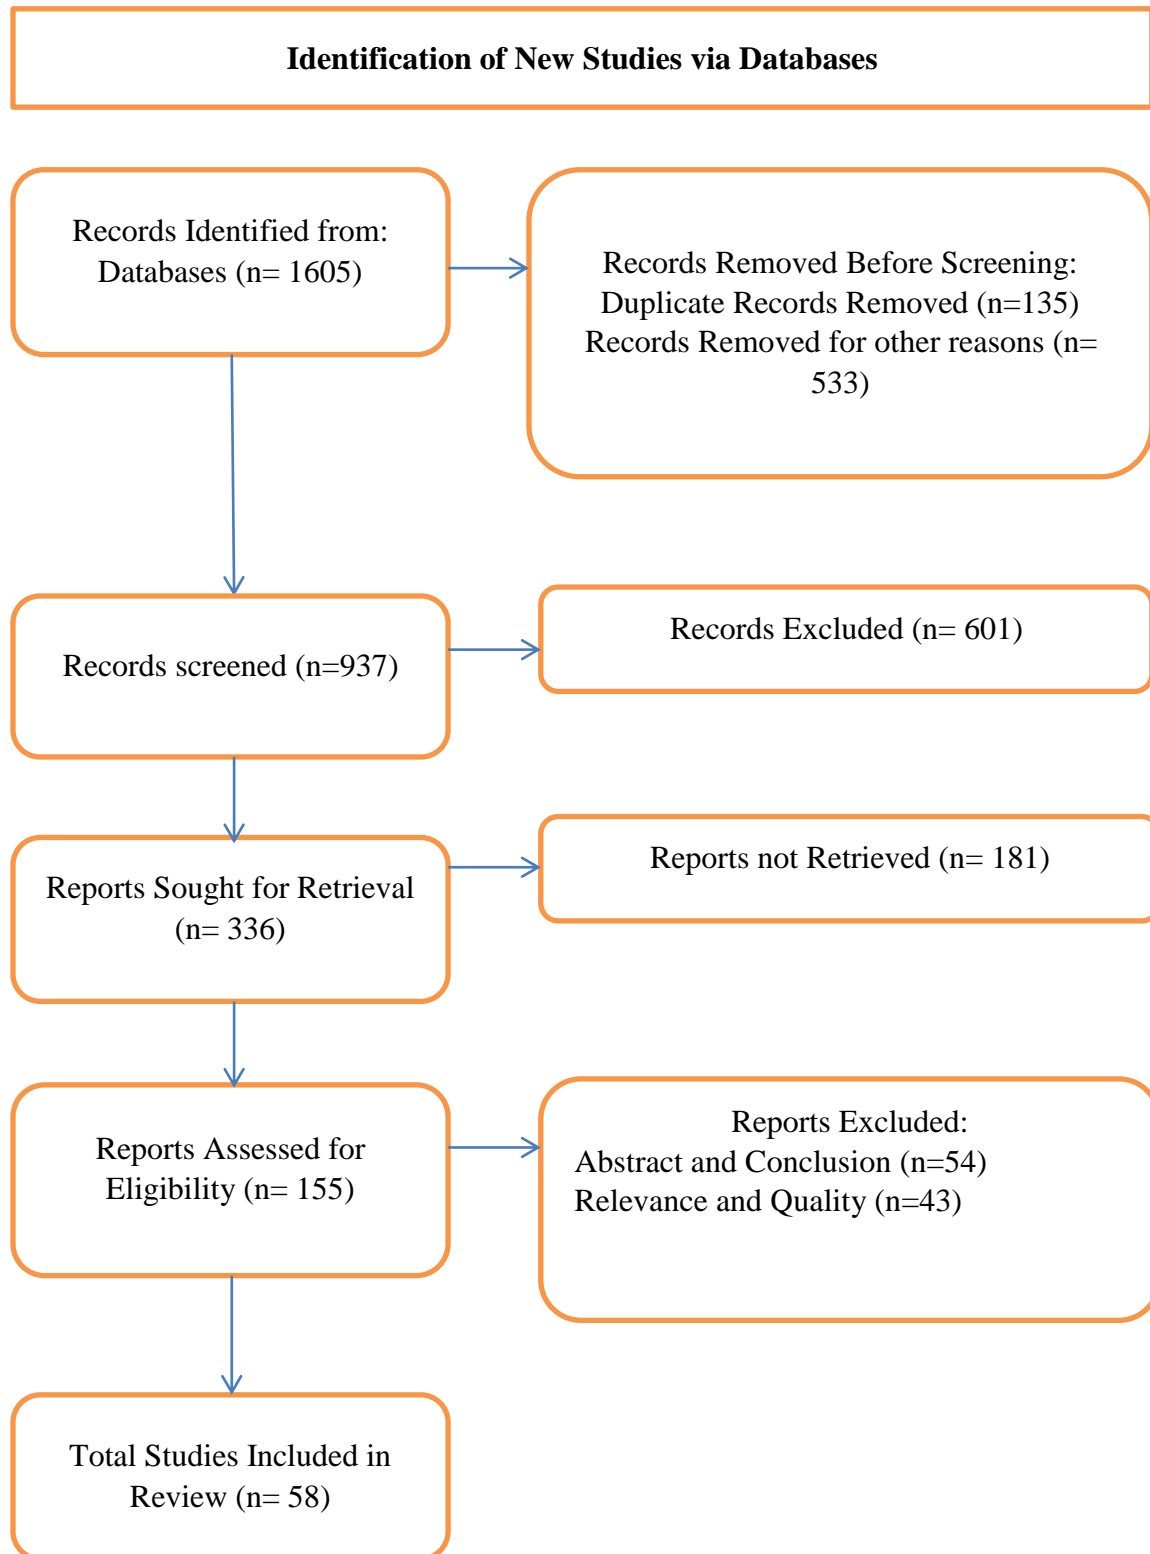 Identification of New Studies via Databases
Records Identified from:
Databases (n= 1605)
Records Removed Before Screening:
Duplicate Records Removed (n=135)
Records Removed for other reasons (n=
533)
Records screened (n=937)
Records Excluded (n= 601)
Reports Sought for Retrieval
(n= 336)
Reports not Retrieved (n= 181)
Reports Assessed for
Eligibility (n= 155)
Reports Excluded:
Abstract and Conclusion (n=54)
Relevance and Quality (n=43)
Total Studies Included in
Review (n= 58)